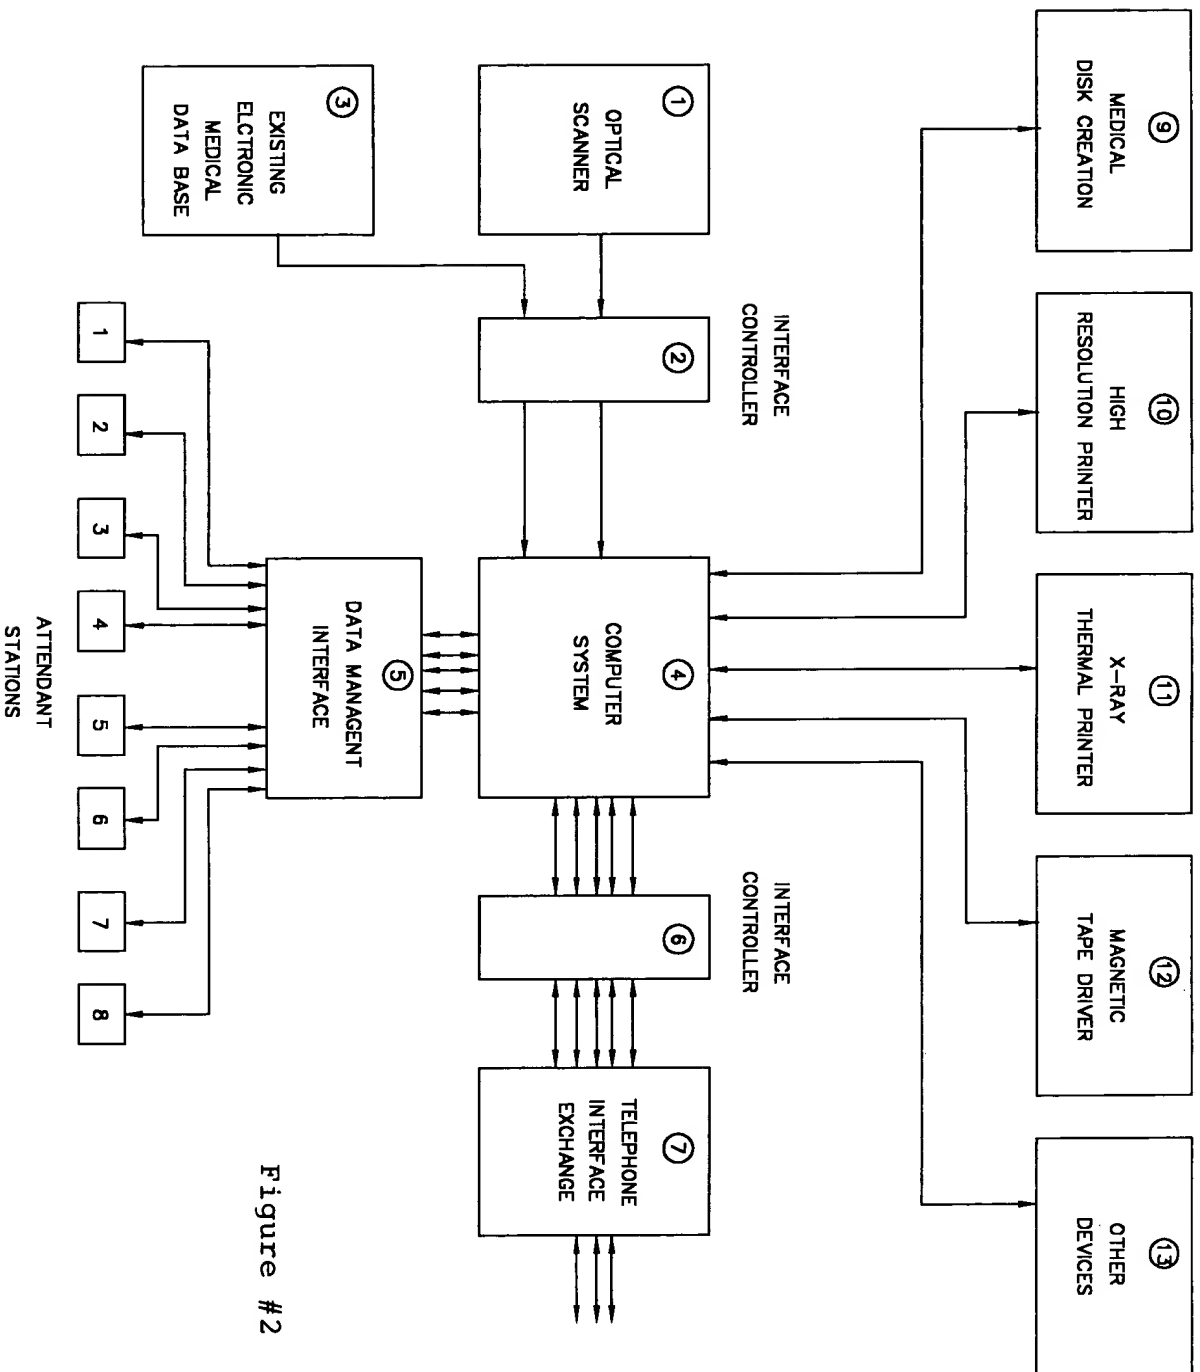 9
MEDICAL
DISK CREATION
10
HIGH
RESOLUTION PRINTER
11
X-RAY
THERMAL PRINTER
12
MAGNETIC
TAPE DRIVER
13
OTHER
DEVICES
INTERFACE
CONTROLLER
INTERFACE
CONTROLLER
1
OPTICAL
SCANNER
2
4
COMPUTER
SYSTEM
6
7
TELEPHONE
INTERFACE
EXCHANGE
3
EXISTING
ELCTRONIC
MEDICAL
DATA BASE
5
DATA MANAGENT
INTERFACE
1
2
3
4
5
6
7
8
ATTENDANT
STATIONS
Figure #2